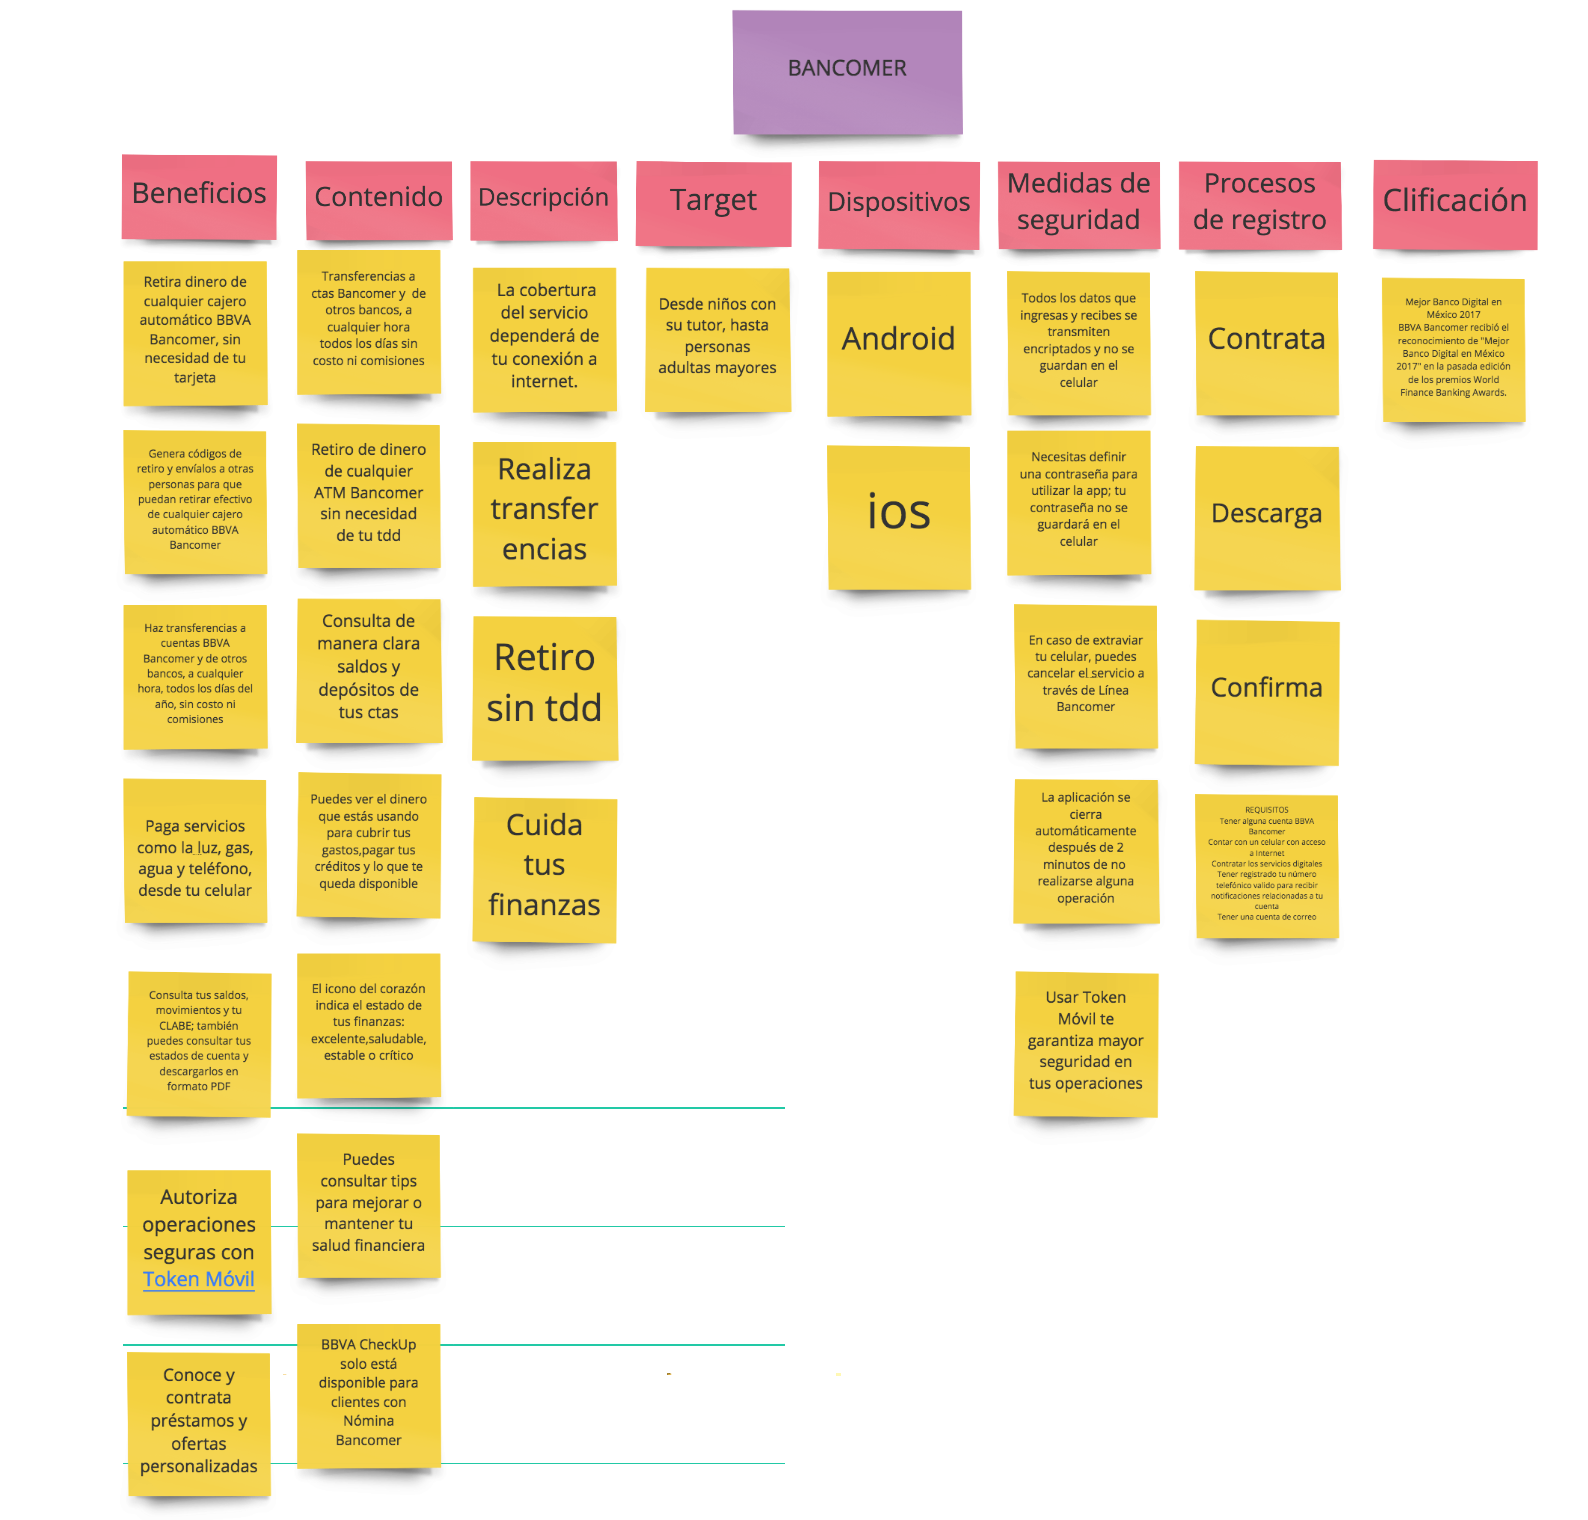 BANCOMER
Beneficios
Retira dinero de
cualquier cajero
automático BBVA
Bancomer, sin
necesidad de tu
tarjeta
Genera códigos de
retiro y envíalos a otras
personas para que
puedan retirar efectivo
de cualquier cajero
automático BBVA
Bancomer
Haz transferencias a
cuentas BBVA
Bancomer y de otros
bancos, a cualquier
hora, todos los días del
año, sin costo ni
comisiones
Paga servicios
como la luz, gas,
agua y teléfono,
desde tu celular
Consulta tus saldos,
movimientos y tu
CLABE; también
puedes consultar tus
estados de cuenta y
descargarlos en
formato PDF
Autoriza
operaciones
seguras con
Token Móvil
Conoce y
contrata
préstamos y
ofertas
personalizadas
Contenido
Transferencias a
ctas Bancomer y de
otros bancos, a
cualquier hora
todos los días sin
costo ni comisiones
Retiro de dinero
de cualquier
ATM Bancomer
sin necesidad
de tu tdd
Consulta de
manera clara
saldos y
depósitos de
tus ctas
Puedes ver el dinero
que estás usando
para cubrir tus
gastos,pagar tus
créditos y lo que te
queda disponible
El icono del corazón
indica el estado de
tus finanzas:
excelente,saludable,
estable o crítico
Puedes
consultar tips
para mejorar o
mantener tu
salud financiera
BBVA CheckUp
solo está
disponible para
clientes con
Nómina
Bancomer
Descripción
La cobertura
del servicio
dependerá de
tu conexión a
internet.
Realiza
transfer
encias
Retiro
sin tdd
Cuida
tus
finanzas
Target
Desde niños con
su tutor, hasta
personas
adultas mayores
Dispositivos
Android
ios
Medidas de
seguridad
Todos los datos que
ingresas y recibes se
transmiten
encriptados y no se
guardan en el
celular
Necesitas definir
una contraseña para
utilizar la app; tu
contraseña no se
guardará en el
celular
En caso de extraviar
tu celular, puedes
cancelar el servicio a
través de Línea
Bancomer
La aplicación se
cierra
automáticamente
después de 2
minutos de no
realizarse alguna
operación
Usar Token
Móvil te
garantiza mayor
seguridad en
tus operaciones
Procesos
de registro
Contrata
Descarga
Confirma
REQUISITOS
Tener alguna cuenta BBVA
Bancomer
Contar con un celular con acceso
a Internet
Contratar los servicios digitales
Tener registrado tu número
telefónico valido para recibir
notificaciones relacionadas a tu
cuenta
Tener una cuenta de correo
Clificación
Mejor Banco Digital en
Méxíco 2017
BBVA Bancomer recibió el
reconocimiento de "Mejor
Banco Digital en México
2017" en la pasada edición
de los premios World
Finance Banking Awards.